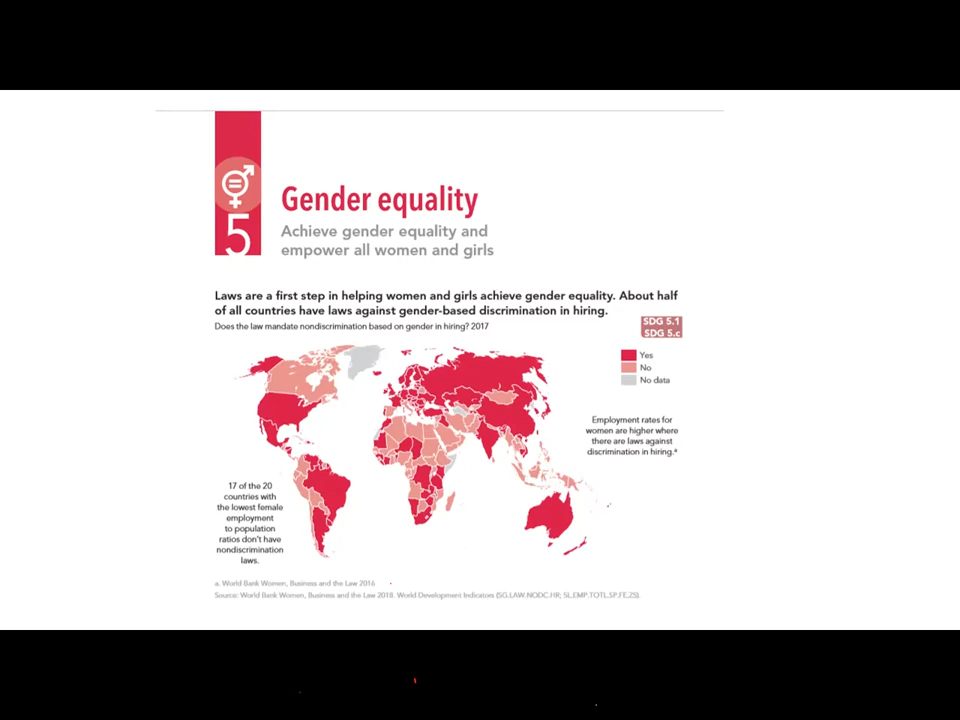 5
Gender equality
Achieve gender equality and
empower all women and girls
Laws are a first step in helping women and girls achieve gender equality. About half
of all countries have laws against gender-based discrimination in hiring.
Does the law mandate nondiscrimination based on gender in hiring? 2017
SDG 5.1
SDG 5.c
Yes
No
No data
Employment rates for
women are higher where
there are laws against
discrimination in hiring.a
17 of the 20
countries with
the lowest female
employment
to population
ratios don't have
nondiscrimination
laws.
a. World Bank Women, Business and the Law 2016
Source: World Bank Women, Business and the Law 2018. World Development Indicators (SG.LAW.NODC.HR; SL.EMP.TOTL.SP.FE.ZS).